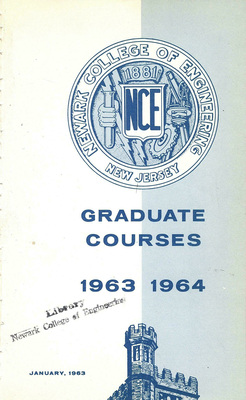 NEWARK COLLEGE OF ENGINEERING
1881
NCE
NEW JERSEY
GRADUATE
COURSES
1963 1964
Library
Newark College of Engineering
JANUARY, 1963